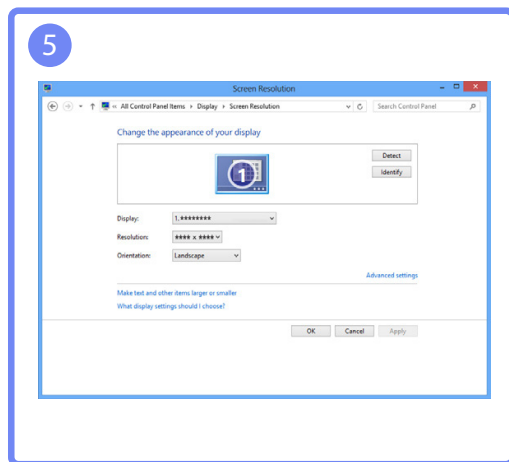 5
Screen Resolution
« All Control Panel Items ▸ Display ▸ Screen Resolution
Search Control Panel
Change the appearance of your display
1
Detect
Identify
Display: 1.********
Resolution: **** x ****
Orientation: Landscape
Advanced settings
Make text and other items larger or smaller
What display settings should I choose?
OK Cancel Apply